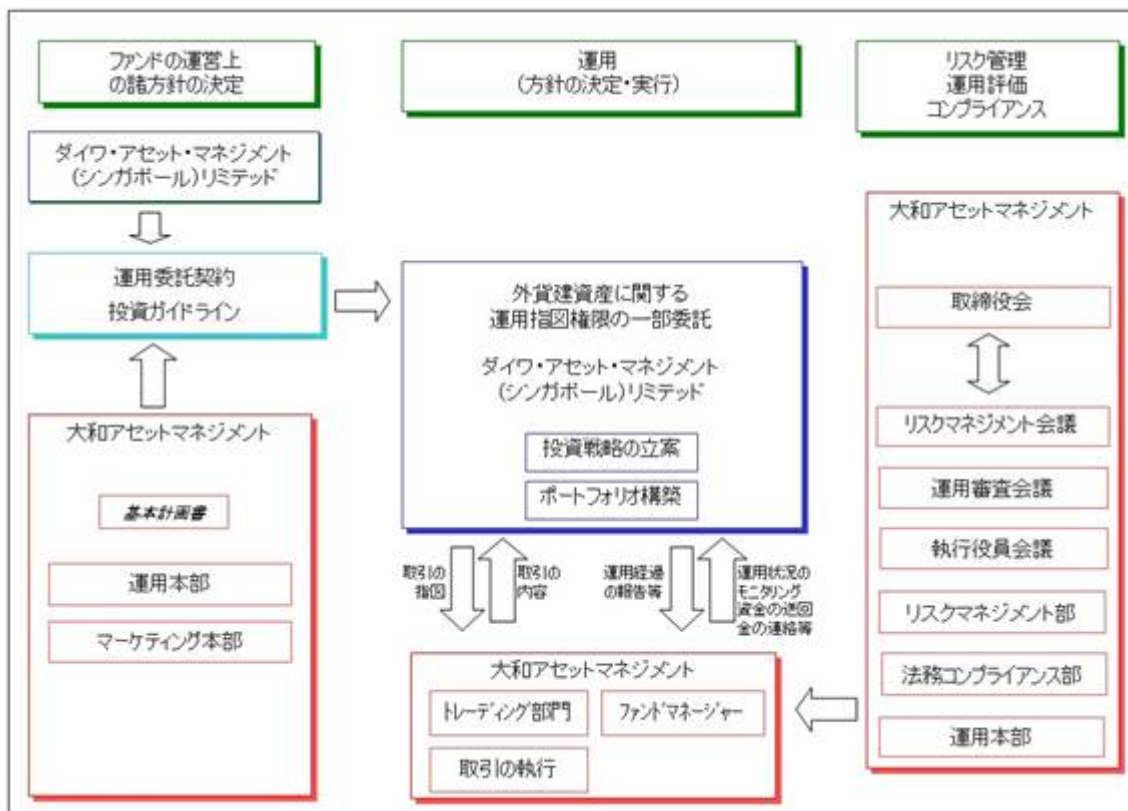 ファンドの運営上
の諸方針の決定
運用
(方針の決定・実行)
リスク管理
運用評価
コンプライアンス
ダイワ・アセット・マネジメント
(シンガポール)リミテッド
運用委託契約
投資ガイドライン
大和アセットマネジメント
基本計画書
運用本部
マーケティング本部
外貨建資産に関する
運用指図権限の一部委託
ダイワ・アセット・マネジメント
(シンガポール)リミテッド
投資戦略の立案
ポートフォリオ構築
取引の
指図
取引の
内容
運用経過
の報告等
運用状況の
モニタリング
資金の送回
金の連絡等
大和アセットマネジメント
トレーディング部門
ファンドマネージャー
取引の執行
大和アセットマネジメント
取締役会
リスクマネジメント会議
運用審査会議
執行役員会議
リスクマネジメント部
法務コンプライアンス部
運用本部